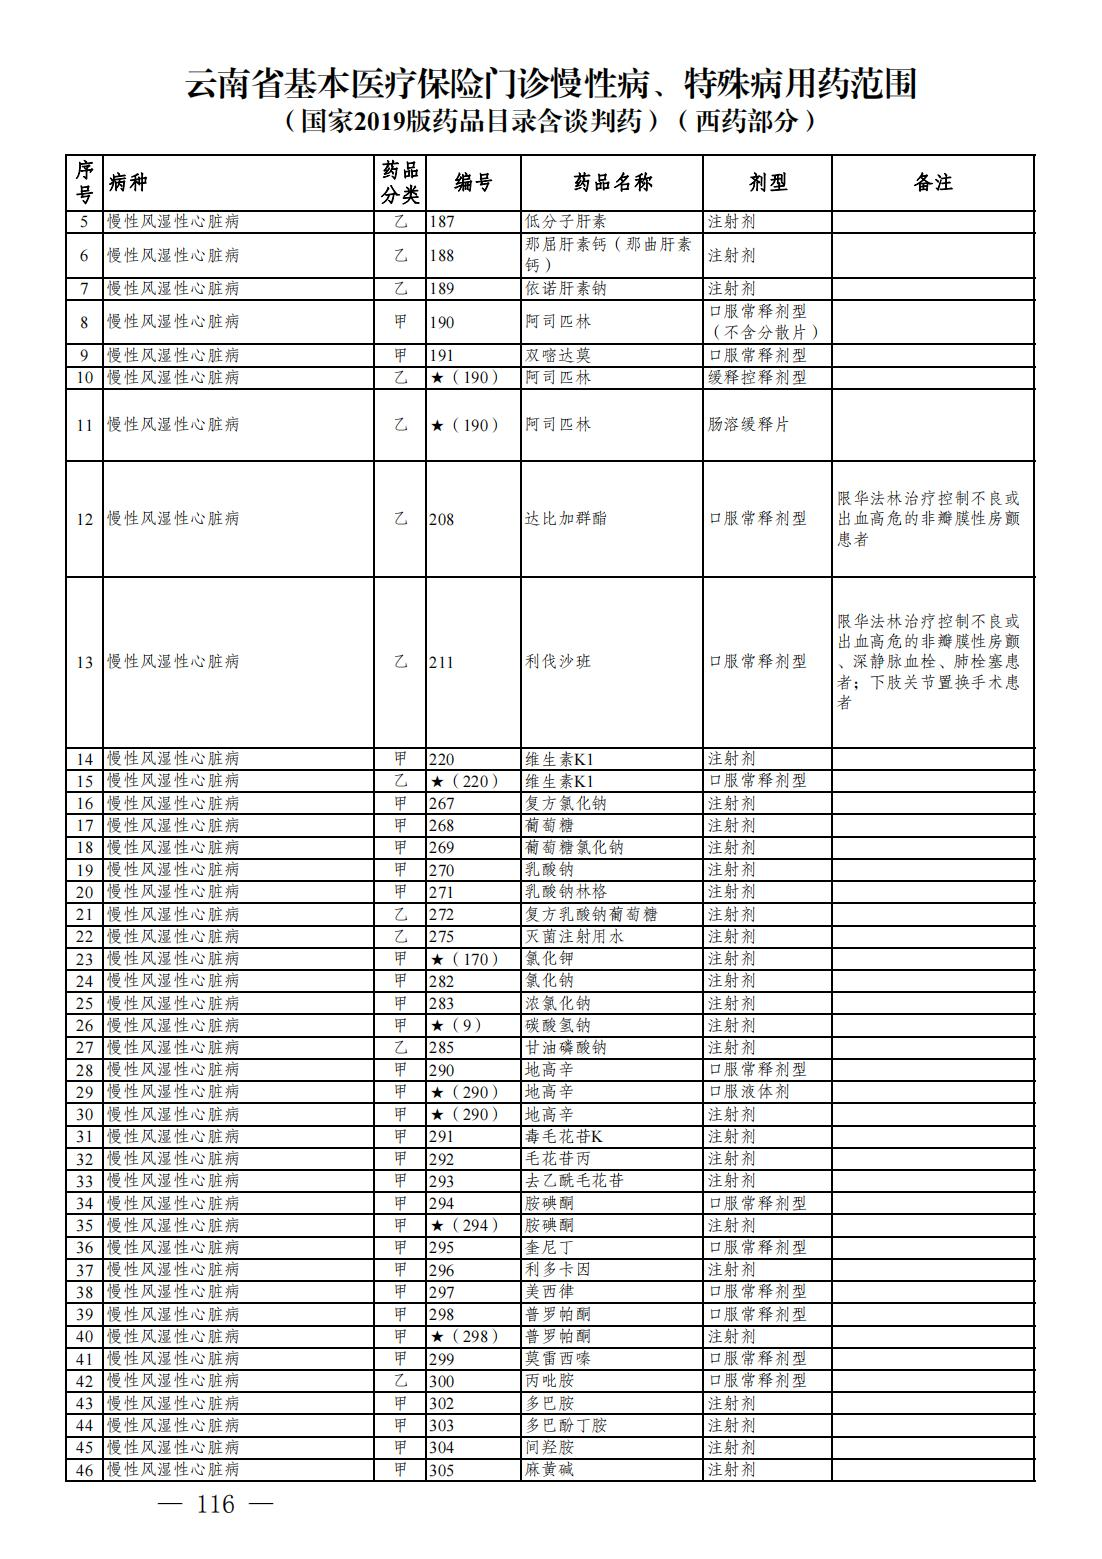 云南省基本医疗保险门诊慢性病、特殊病用药范围
（国家2019版药品目录含谈判药）（西药部分）
序号 病种 药品分类 编号 药品名称 剂型 备注
5 慢性风湿性心脏病 乙 187 低分子肝素 注射剂
6 慢性风湿性心脏病 乙 188 那屈肝素钙（那曲肝素钙） 注射剂
7 慢性风湿性心脏病 乙 189 依诺肝素钠 注射剂
8 慢性风湿性心脏病 甲 190 阿司匹林 口服常释剂型（不含分散片）
9 慢性风湿性心脏病 甲 191 双嘧达莫 口服常释剂型
10 慢性风湿性心脏病 乙 ★（190） 阿司匹林 缓释控释剂型
11 慢性风湿性心脏病 乙 ★（190） 阿司匹林 肠溶缓释片
12 慢性风湿性心脏病 乙 208 达比加群酯 口服常释剂型 限华法林治疗控制不良或出血高危的非瓣膜性房颤患者
13 慢性风湿性心脏病 乙 211 利伐沙班 口服常释剂型 限华法林治疗控制不良或出血高危的非瓣膜性房颤、深静脉血栓、肺栓塞患者；下肢关节置换手术患者
14 慢性风湿性心脏病 甲 220 维生素K1 注射剂
15 慢性风湿性心脏病 乙 ★（220） 维生素K1 口服常释剂型
16 慢性风湿性心脏病 甲 267 复方氯化钠 注射剂
17 慢性风湿性心脏病 甲 268 葡萄糖 注射剂
18 慢性风湿性心脏病 甲 269 葡萄糖氯化钠 注射剂
19 慢性风湿性心脏病 甲 270 乳酸钠 注射剂
20 慢性风湿性心脏病 甲 271 乳酸钠林格 注射剂
21 慢性风湿性心脏病 乙 272 复方乳酸钠葡萄糖 注射剂
22 慢性风湿性心脏病 乙 275 灭菌注射用水 注射剂
23 慢性风湿性心脏病 甲 ★（170） 氯化钾 注射剂
24 慢性风湿性心脏病 甲 282 氯化钠 注射剂
25 慢性风湿性心脏病 甲 283 浓氯化钠 注射剂
26 慢性风湿性心脏病 甲 ★（9） 碳酸氢钠 注射剂
27 慢性风湿性心脏病 乙 285 甘油磷酸钠 注射剂
28 慢性风湿性心脏病 甲 290 地高辛 口服常释剂型
29 慢性风湿性心脏病 甲 ★（290） 地高辛 口服液体剂
30 慢性风湿性心脏病 甲 ★（290） 地高辛 注射剂
31 慢性风湿性心脏病 甲 291 毒毛花苷K 注射剂
32 慢性风湿性心脏病 甲 292 毛花苷丙 注射剂
33 慢性风湿性心脏病 甲 293 去乙酰毛花苷 注射剂
34 慢性风湿性心脏病 甲 294 胺碘酮 口服常释剂型
35 慢性风湿性心脏病 甲 ★（294） 胺碘酮 注射剂
36 慢性风湿性心脏病 甲 295 奎尼丁 口服常释剂型
37 慢性风湿性心脏病 甲 296 利多卡因 注射剂
38 慢性风湿性心脏病 甲 297 美西律 口服常释剂型
39 慢性风湿性心脏病 甲 298 普罗帕酮 口服常释剂型
40 慢性风湿性心脏病 甲 ★（298） 普罗帕酮 注射剂
41 慢性风湿性心脏病 甲 299 莫雷西嗪 口服常释剂型
42 慢性风湿性心脏病 乙 300 丙吡胺 口服常释剂型
43 慢性风湿性心脏病 甲 302 多巴胺 注射剂
44 慢性风湿性心脏病 甲 303 多巴酚丁胺 注射剂
45 慢性风湿性心脏病 甲 304 间羟胺 注射剂
46 慢性风湿性心脏病 甲 305 麻黄碱 注射剂
— 116 —